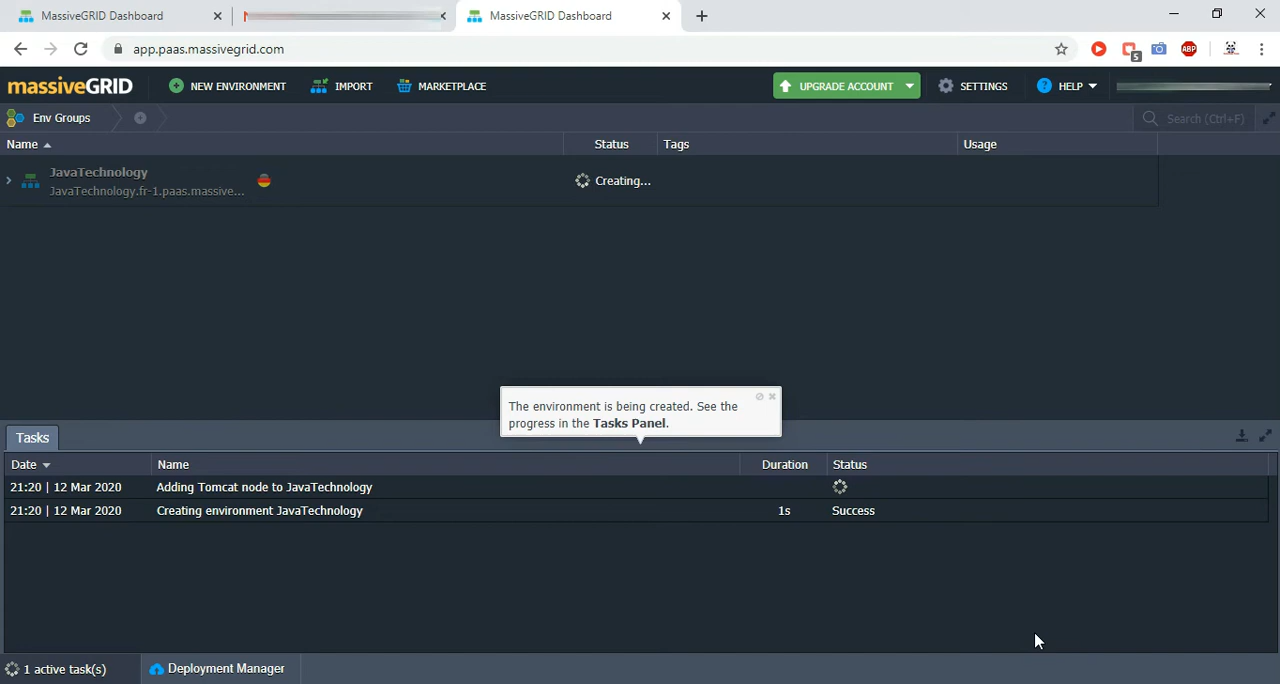 MassiveGRID Dashboard
MassiveGRID Dashboard
app.paas.massivegrid.com
5
ABP
massiveGRID
NEW ENVIRONMENT
IMPORT
MARKETPLACE
UPGRADE ACCOUNT
SETTINGS
? HELP
Env Groups
Search (Ctrl+F)
Name
Status
Tags
Usage
JavaTechnology
JavaTechnology.fr-1.paas.massive...
Creating...
The environment is being created. See the
progress in the Tasks Panel.
Tasks
Date
Name
Duration
Status
21:20 | 12 Mar 2020
Adding Tomcat node to JavaTechnology
21:20 | 12 Mar 2020
Creating environment JavaTechnology
1s
Success
1 active task(s)
Deployment Manager